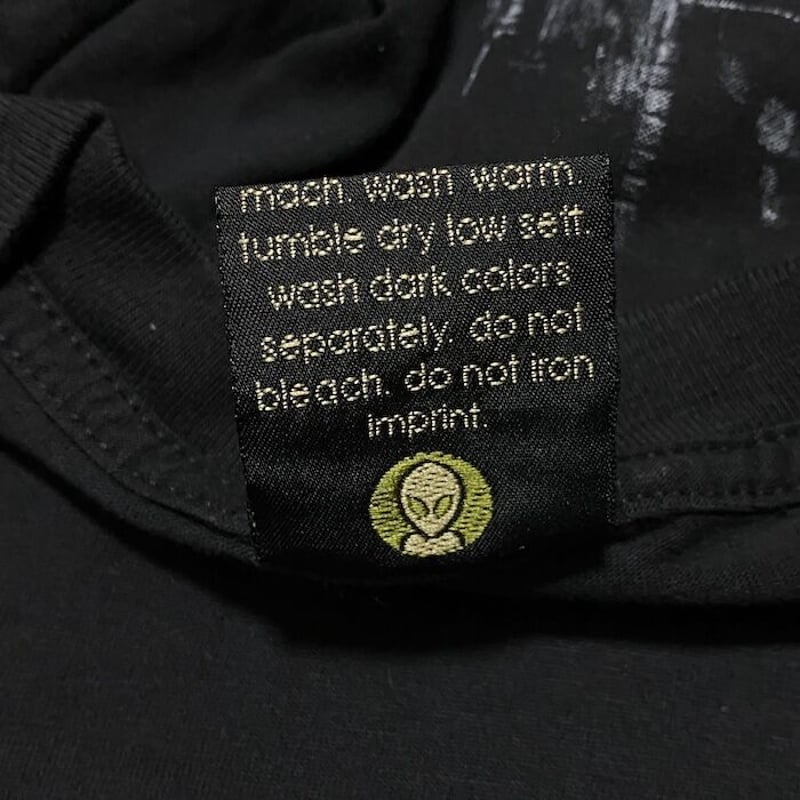 mach. wash warm.
tumble dry low sett.
wash dark colors
separately. do not
bleach. do not iron
imprint.